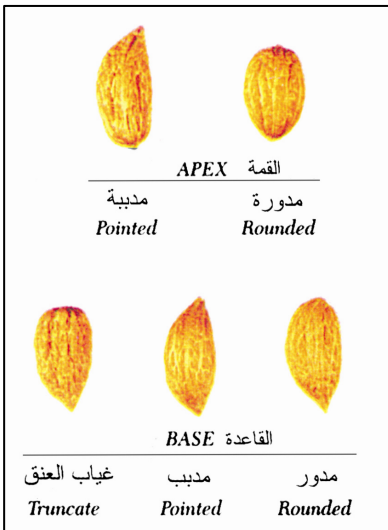 APEX القمة
مدببة مدورة
Pointed Rounded
BASE القاعدة
غياب العنق مدبب مدور
Truncate Pointed Rounded